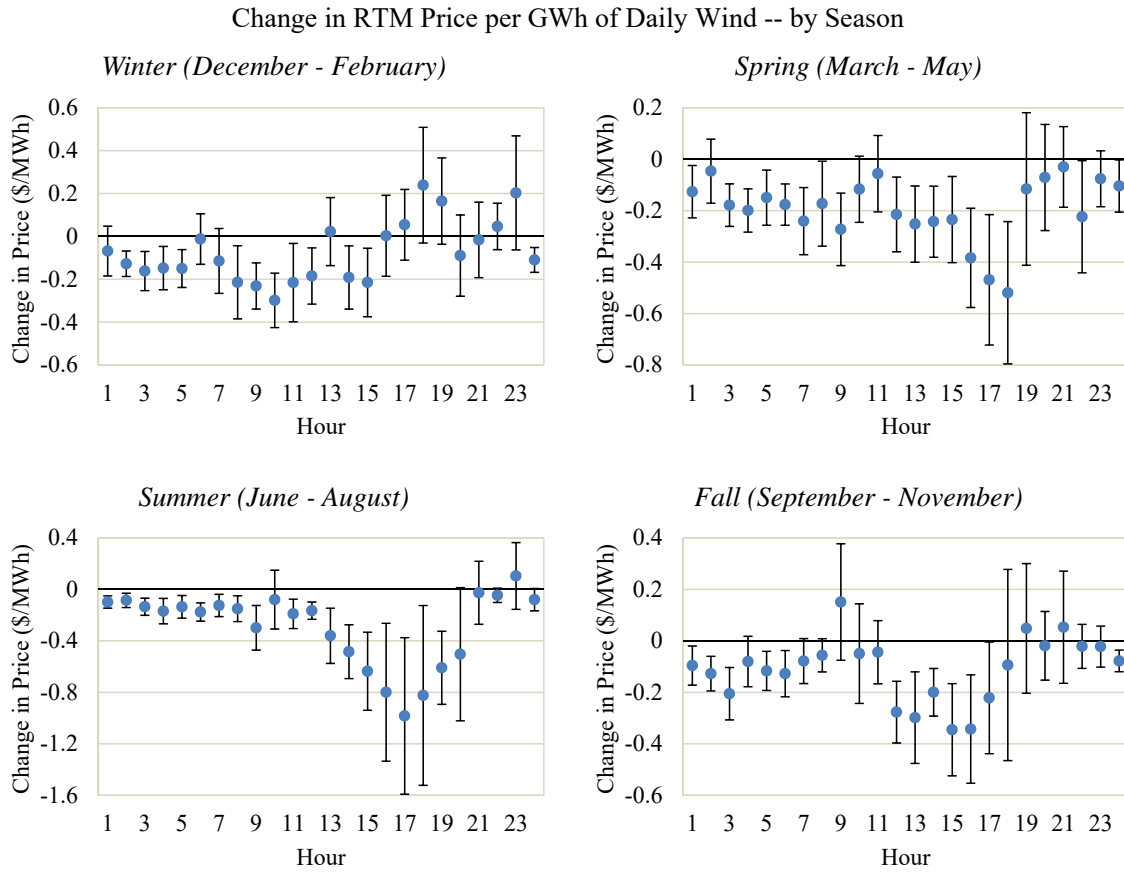 Change in RTM Price per GWh of Daily Wind -- by Season
Winter (December - February)
Change in Price ($/MWh)
0.6
0.4
0.2
0
-0.2
-0.4
-0.6
1 3 5 7 9 11 13 15 17 19 21 23
Hour
Spring (March - May)
Change in Price ($/MWh)
0.2
0
-0.2
-0.4
-0.6
-0.8
1 3 5 7 9 11 13 15 17 19 21 23
Hour
Summer (June - August)
Change in Price ($/MWh)
0.4
0
-0.4
-0.8
-1.2
-1.6
1 3 5 7 9 11 13 15 17 19 21 23
Hour
Fall (September - November)
Change in Price ($/MWh)
0.4
0.2
0
-0.2
-0.4
-0.6
1 3 5 7 9 11 13 15 17 19 21 23
Hour